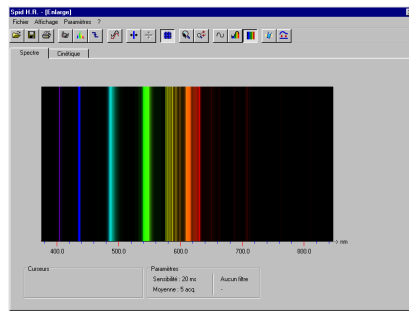 Spid H.R. - [Enlarge]
Fichier Affichage Paramètres ?
Spectre Cinétique
nm
400.0 500.0 600.0 700.0 800.0
Curseurs
Paramètres
Sensibilité : 20 ms Aucun filtre
Moyenne : 5 acq. -